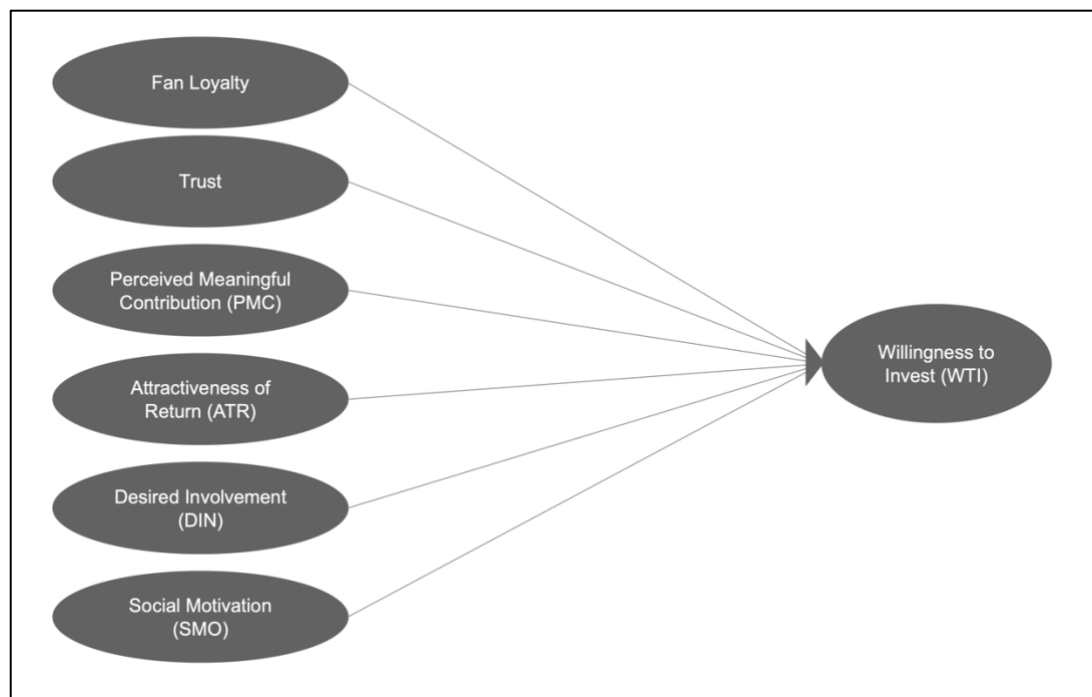 Fan Loyalty
Trust
Perceived Meaningful
Contribution (PMC)
Attractiveness of
Return (ATR)
Desired Involvement
(DIN)
Social Motivation
(SMO)
Willingness to
Invest (WTI)